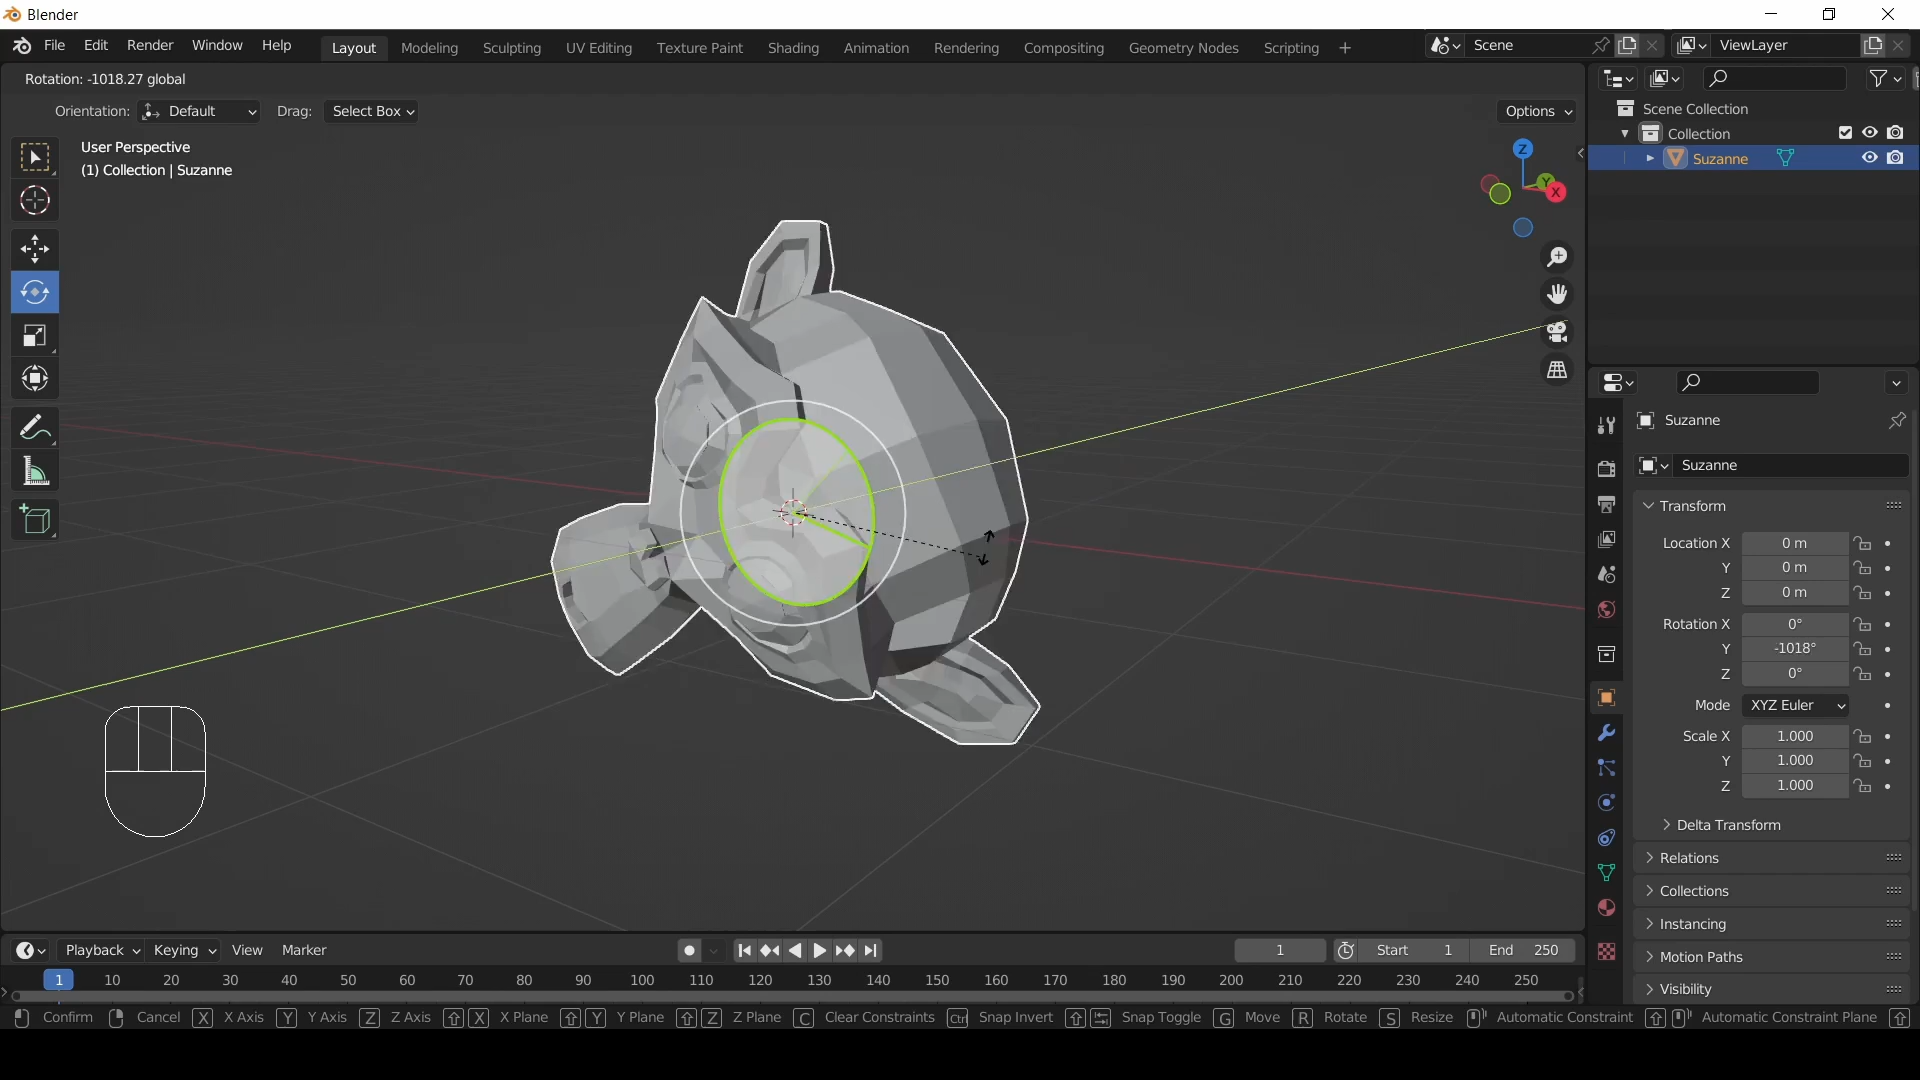 Blender
File Edit Render Window Help Layout Modeling Sculpting UV Editing Texture Paint Shading Animation Rendering Compositing Geometry Nodes Scripting + Scene ViewLayer
Rotation: -1018.27 global
Orientation: Default Drag: Select Box Options
User Perspective
(1) Collection | Suzanne
Z
Y
X
Scene Collection
Collection
Suzanne
Suzanne
Suzanne
Transform
Location X 0 m
Y 0 m
Z 0 m
Rotation X 0°
Y -1018°
Z 0°
Mode XYZ Euler
Scale X 1.000
Y 1.000
Z 1.000
Delta Transform
Relations
Collections
Instancing
Motion Paths
Visibility
Playback Keying View Marker 1 Start 1 End 250
1 10 20 30 40 50 60 70 80 90 100 110 120 130 140 150 160 170 180 190 200 210 220 230 240 250
Confirm Cancel X X Axis Y Y Axis Z Z Axis X X Plane Y Y Plane Z Z Plane C Clear Constraints Ctrl Snap Invert Snap Toggle G Move R Rotate S Resize Automatic Constraint Automatic Constraint Plane